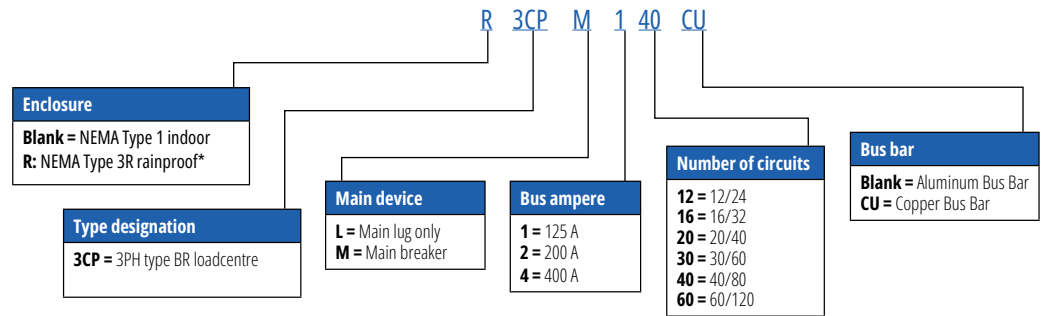 R 3CP M 1 40 CU
Enclosure
Blank = NEMA Type 1 indoor
R: NEMA Type 3R rainproof*
Type designation
3CP = 3PH type BR loadcentre
Main device
L = Main lug only
M = Main breaker
Bus ampere
1 = 125 A
2 = 200 A
4 = 400 A
Number of circuits
12 = 12/24
16 = 16/32
20 = 20/40
30 = 30/60
40 = 40/80
60 = 60/120
Bus bar
Blank = Aluminum Bus Bar
CU = Copper Bus Bar